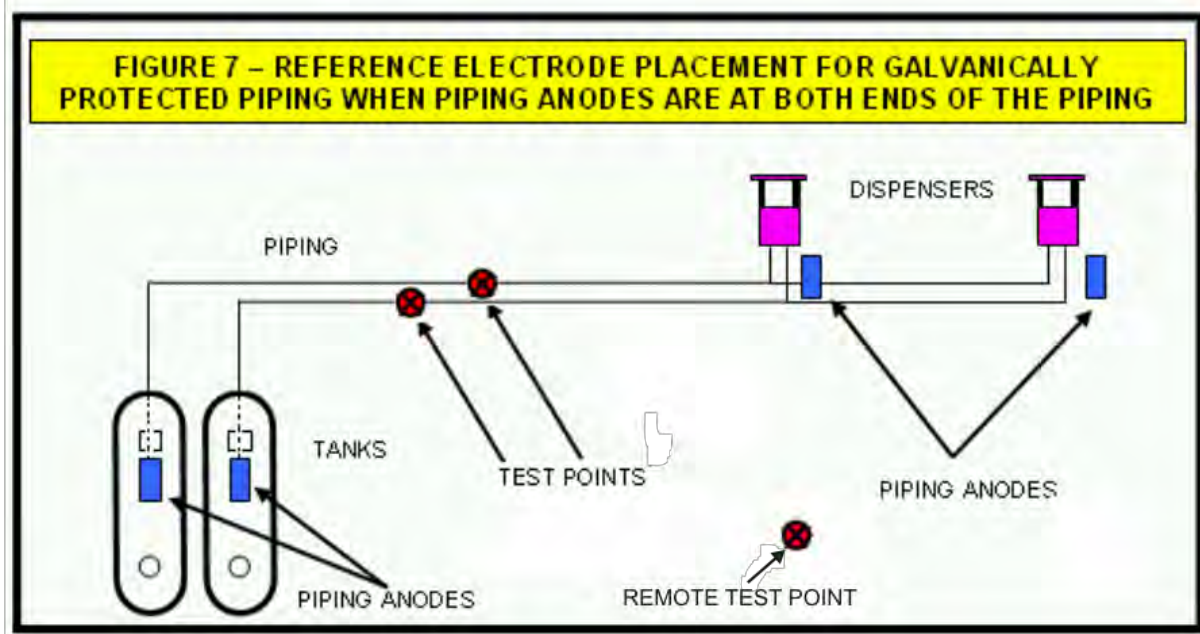 FIGURE 7 – REFERENCE ELECTRODE PLACEMENT FOR GALVANICALLY
PROTECTED PIPING WHEN PIPING ANODES ARE AT BOTH ENDS OF THE PIPING
DISPENSERS
PIPING
TANKS
TEST POINTS
PIPING ANODES
PIPING ANODES
REMOTE TEST POINT